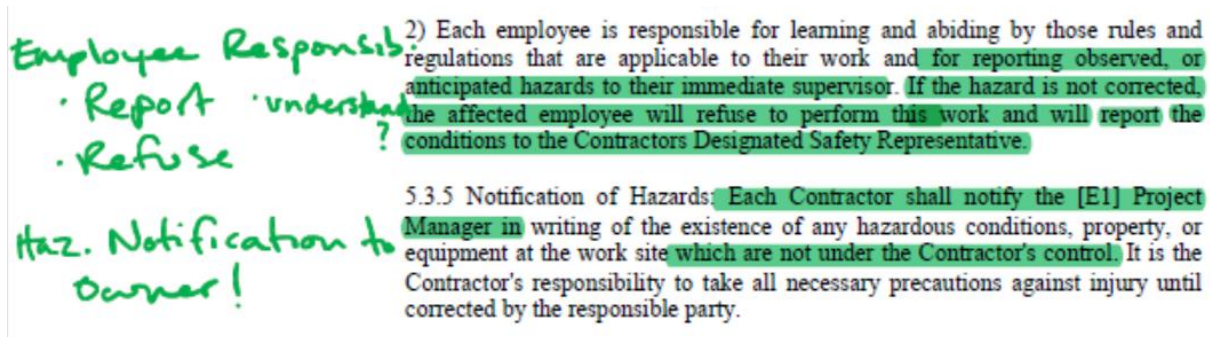 Employee Responsib.
· Report · understand
?
· Refuse
2) Each employee is responsible for learning and abiding by those rules and
regulations that are applicable to their work and for reporting observed, or
anticipated hazards to their immediate supervisor. If the hazard is not corrected,
the affected employee will refuse to perform this work and will report the
conditions to the Contractors Designated Safety Representative.
Haz. Notification to
Owner!
5.3.5 Notification of Hazards: Each Contractor shall notify the [E1] Project
Manager in writing of the existence of any hazardous conditions, property, or
equipment at the work site which are not under the Contractor's control. It is the
Contractor's responsibility to take all necessary precautions against injury until
corrected by the responsible party.